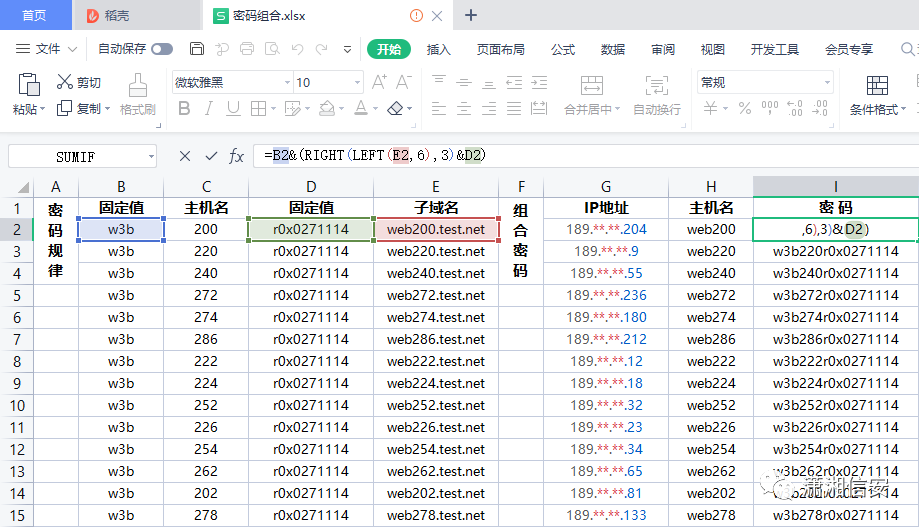 首页 稻壳 S 密码组合.xlsx
文件 自动保存 开始 插入 页面布局 公式 数据 审阅 视图 开发工具 会员专享
粘贴 剪切 复制 格式刷 微软雅黑 10 A+ A- B I U A 合并居中 自动换行 常规 ¥ % 000 条件格式
SUMIF fx =B2&(RIGHT(LEFT(E2,6),3)&D2)
A B C D E F G H I
1 密码规律 固定值 主机名 固定值 子域名 组合密码 IP地址 主机名 密 码
2 w3b 200 r0x0271114 web200.test.net 189.**.**.204 web200 ,6),3)&D2)
3 w3b 220 r0x0271114 web220.test.net 189.**.**.9 web220 w3b220r0x0271114
4 w3b 240 r0x0271114 web240.test.net 189.**.**.55 web240 w3b240r0x0271114
5 w3b 272 r0x0271114 web272.test.net 189.**.**.236 web272 w3b272r0x0271114
6 w3b 274 r0x0271114 web274.test.net 189.**.**.180 web274 w3b274r0x0271114
7 w3b 286 r0x0271114 web286.test.net 189.**.**.212 web286 w3b286r0x0271114
8 w3b 222 r0x0271114 web222.test.net 189.**.**.12 web222 w3b222r0x0271114
9 w3b 224 r0x0271114 web224.test.net 189.**.**.18 web224 w3b224r0x0271114
10 w3b 252 r0x0271114 web252.test.net 189.**.**.32 web252 w3b252r0x0271114
11 w3b 226 r0x0271114 web226.test.net 189.**.**.23 web226 w3b226r0x0271114
12 w3b 254 r0x0271114 web254.test.net 189.**.**.34 web254 w3b254r0x0271114
13 w3b 262 r0x0271114 web262.test.net 189.**.**.65 web262 w3b262r0x0271114
14 w3b 202 r0x0271114 web202.test.net 189.**.**.81 web202 w3b202r0x0271114
15 w3b 278 r0x0271114 web278.test.net 189.**.**.133 web278 w3b278r0x0271114
潇湘信安